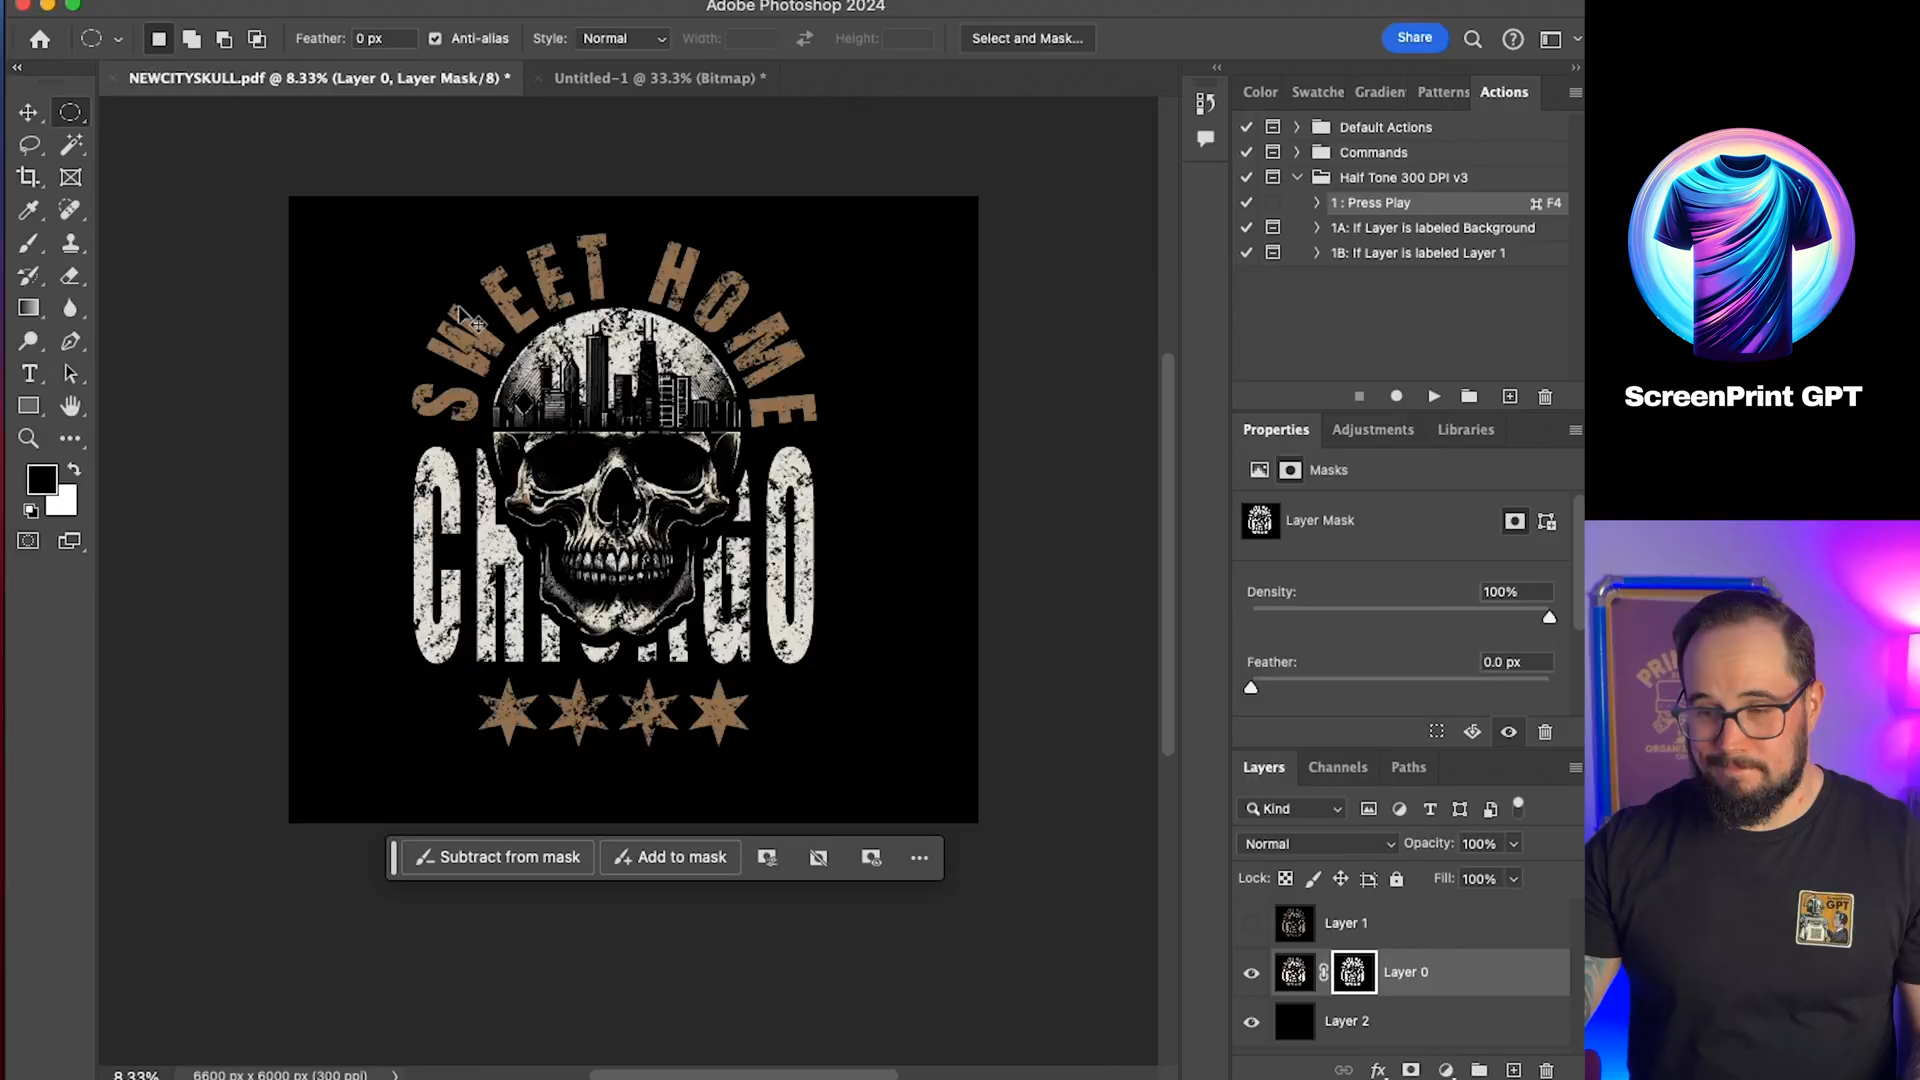 Adobe Photoshop 2024
Feather: 0 px Anti-alias Style: Normal Width: Height: Select and Mask... Share
NEWCITYSKULL.pdf @ 8.33% (Layer 0, Layer Mask/8) * Untitled-1 @ 33.3% (Bitmap) *
Color Swatche Gradien Patterns Actions
Default Actions
Commands
Half Tone 300 DPI v3
1 : Press Play ⌘ F4
1A: If Layer is labeled Background
1B: If Layer is labeled Layer 1
SWEET HOME
CHICAGO
Subtract from mask Add to mask
8.33% 6600 px x 6000 px (300 ppi)
Properties Adjustments Libraries
Masks
Layer Mask
Density: 100%
Feather: 0.0 px
Layers Channels Paths
Kind
Normal Opacity: 100%
Lock: Fill: 100%
Layer 1
Layer 0
Layer 2
fx
ScreenPrint GPT
GPT